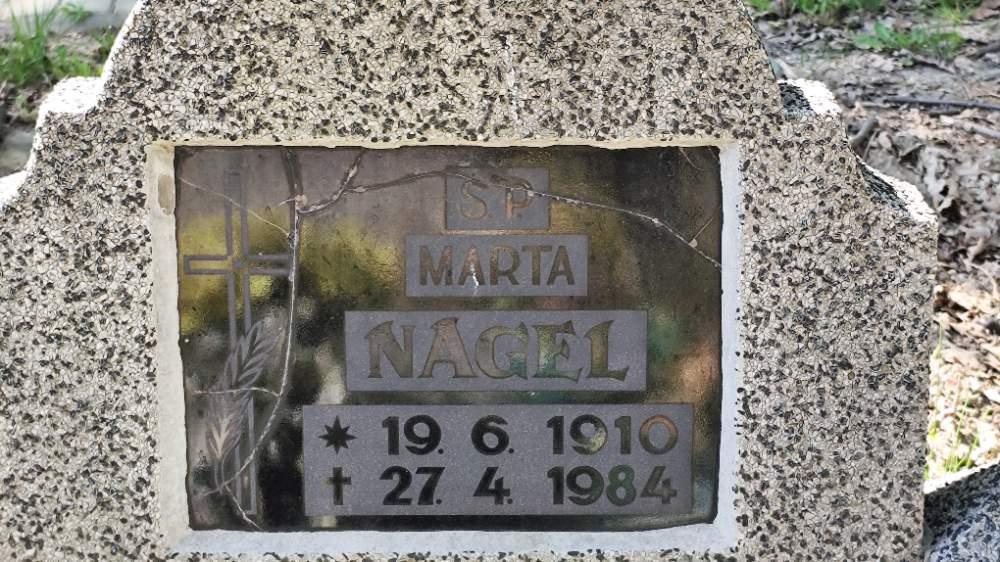 S.P.
MARTA
NAGEL
* 19. 6. 1910
† 27. 4. 1984